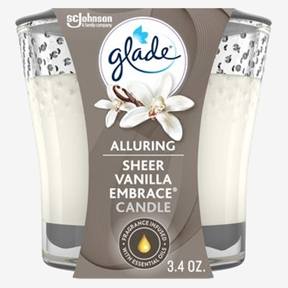 SC Johnson
A family company
glade
ALLURING
SHEER
VANILLA
EMBRACE®
CANDLE
FRAGRANCE INFUSED
WITH ESSENTIAL OILS
3.4 OZ.